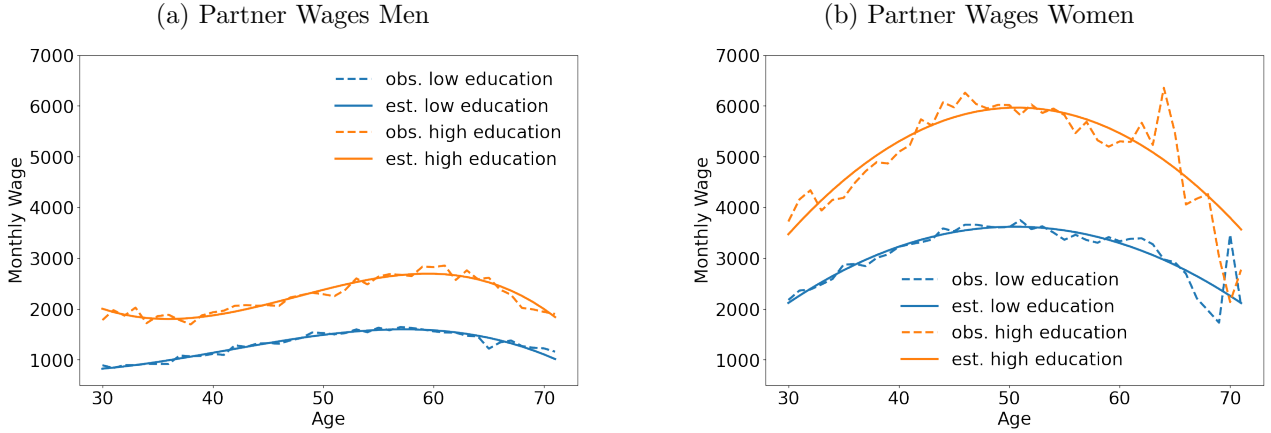 (a) Partner Wages Men
7000
6000
5000
4000
3000
2000
1000
Monthly Wage
30 40 50 60 70
Age
obs. low education
est. low education
obs. high education
est. high education
(b) Partner Wages Women
7000
6000
5000
4000
3000
2000
1000
Monthly Wage
30 40 50 60 70
Age
obs. low education
est. low education
obs. high education
est. high education